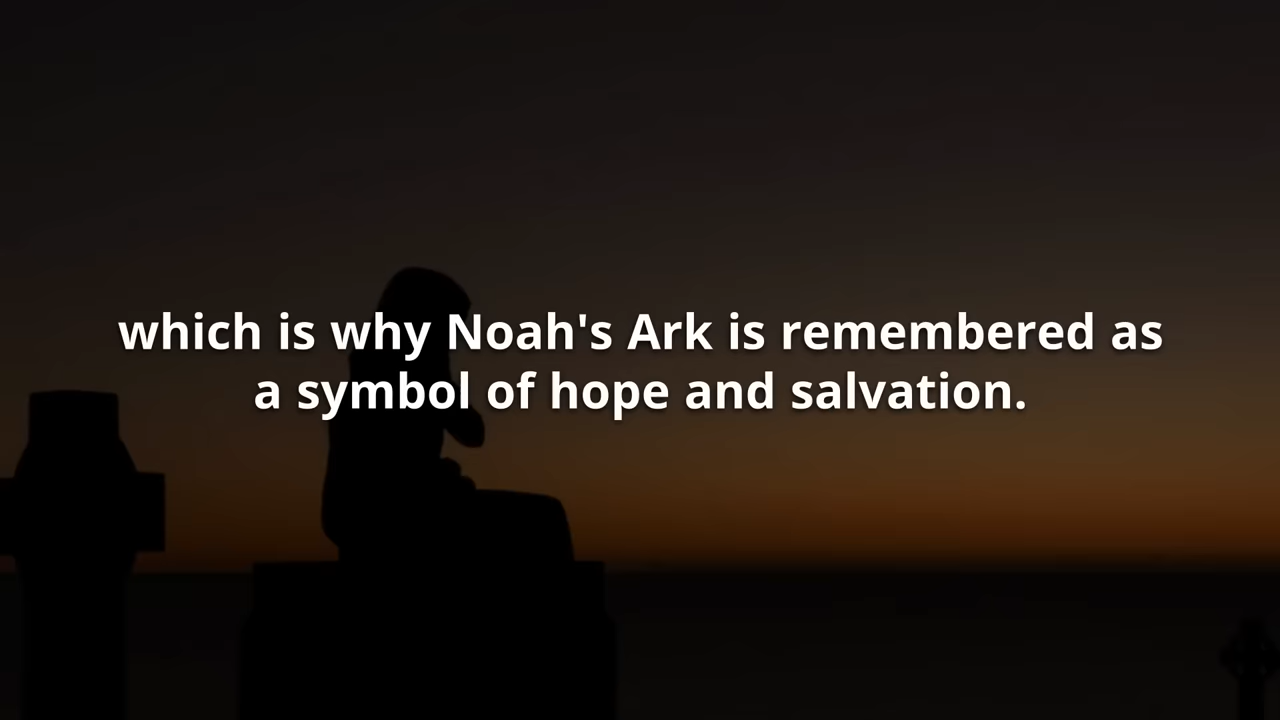 which is why Noah's Ark is remembered as
a symbol of hope and salvation.